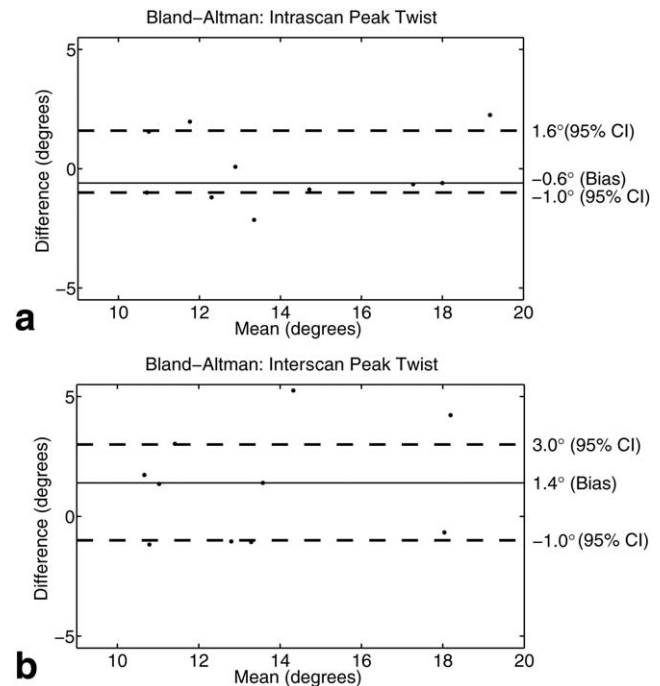 Bland−Altman: Intrascan Peak Twist
5
0
−5
Difference (degrees)
1.6°(95% CI)
−0.6° (Bias)
−1.0° (95% CI)
10 12 14 16 18 20
Mean (degrees)
a
Bland−Altman: Interscan Peak Twist
5
0
−5
Difference (degrees)
3.0° (95% CI)
1.4° (Bias)
−1.0° (95% CI)
10 12 14 16 18 20
Mean (degrees)
b